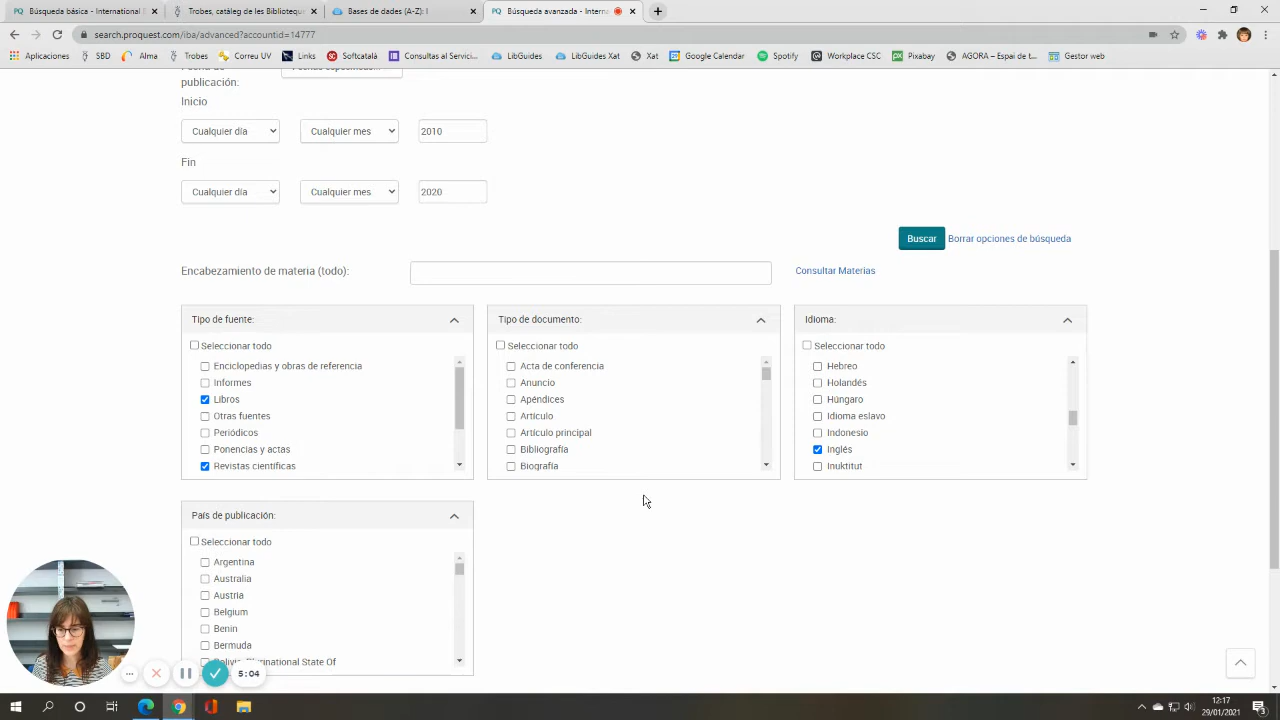 Búsqueda básica - International
Trobes, catàleg de les Biblioteque
Bases de dades (A-Z): l
Búsqueda avanzada - Interna
search.proquest.com/iba/advanced?accountid=14777
Aplicaciones
SBD
Alma
Trobes
Correu UV
Links
Softcatalà
Consultas al Servici...
LibGuides
LibGuides Xat
Xat
Google Calendar
Spotify
Workplace CSC
Pixabay
AGORA – Espai de t...
Gestor web
publicación:
Inicio
Cualquier día
Cualquier mes
2010
Fin
Cualquier día
Cualquier mes
2020
Buscar
Borrar opciones de búsqueda
Encabezamiento de materia (todo):
Consultar Materias
Tipo de fuente:
Seleccionar todo
Enciclopedias y obras de referencia
Informes
Libros
Otras fuentes
Periódicos
Ponencias y actas
Revistas científicas
Tipo de documento:
Seleccionar todo
Acta de conferencia
Anuncio
Apéndices
Artículo
Artículo principal
Bibliografía
Biografía
Idioma:
Seleccionar todo
Hebreo
Holandés
Húngaro
Idioma eslavo
Indonesio
Inglés
Inuktitut
País de publicación:
Seleccionar todo
Argentina
Australia
Austria
Belgium
Benin
Bermuda
State Of
5:04
12:17
29/01/2021